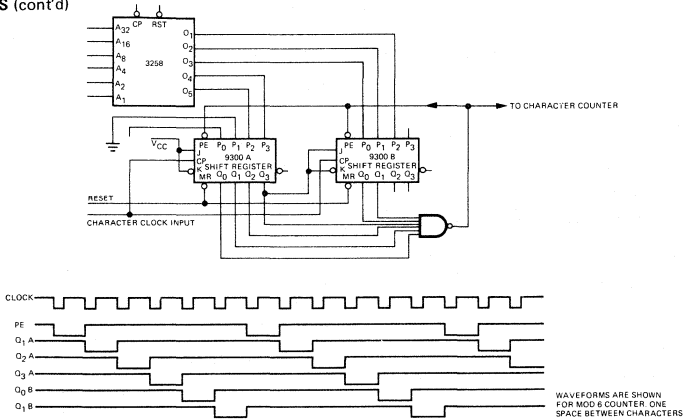 S (cont'd)
CP RST
A32
A16
A8
A4
A2
A1
3258
O1
O2
O3
O4
O5
TO CHARACTER COUNTER
VCC
PE P0 P1 P2 P3
J
9300 A
CP
SHIFT REGISTER
K
MR Q0 Q1 Q2 Q3
PE P0 P1 P2 P3
J
9300 B
CP
SHIFT REGISTER
K
MR Q0 Q1 Q2 Q3
RESET
CHARACTER CLOCK INPUT
CLOCK
PE
Q1 A
Q2 A
Q3 A
Q0 B
Q1 B
WAVEFORMS ARE SHOWN
FOR MOD 6 COUNTER ONE
SPACE BETWEEN CHARACTERS